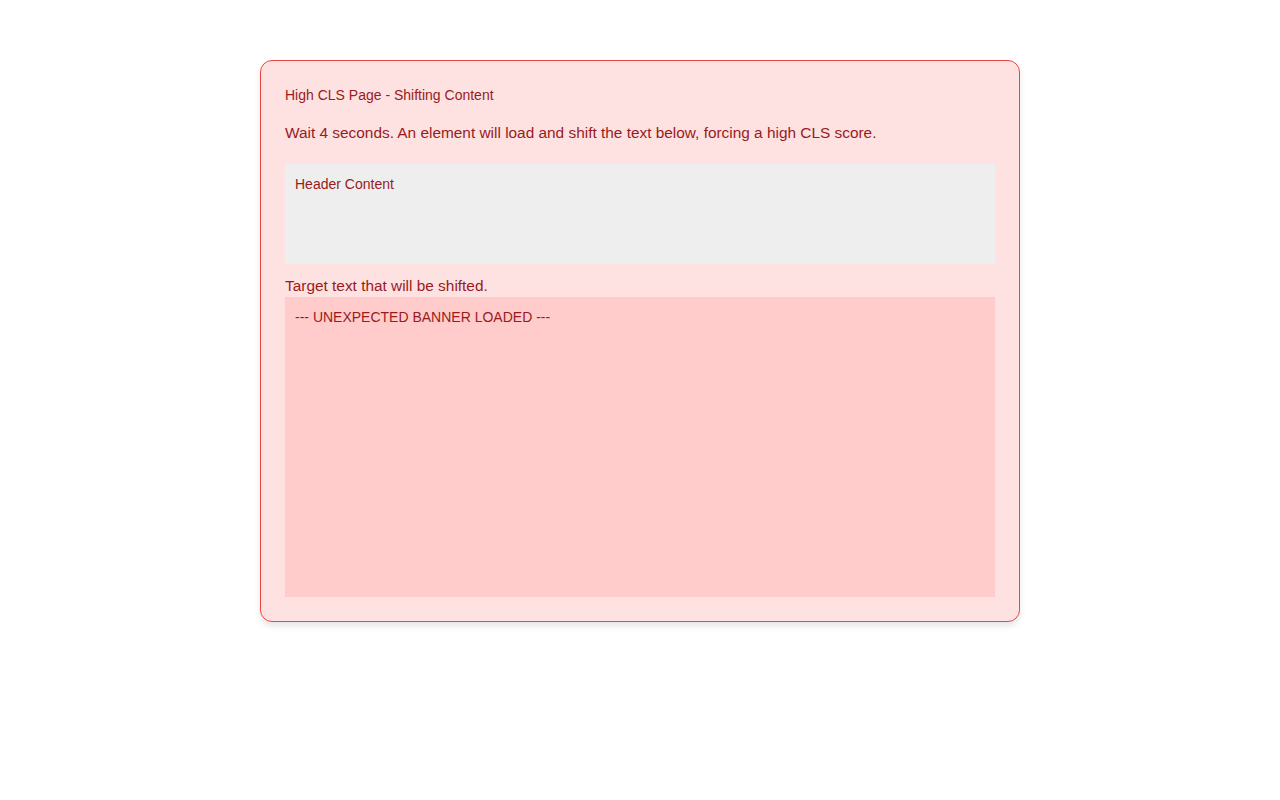 High CLS Page - Shifting Content
Wait 4 seconds. An element will load and shift the text below, forcing a high CLS score.
Header Content
Target text that will be shifted.
--- UNEXPECTED BANNER LOADED ---